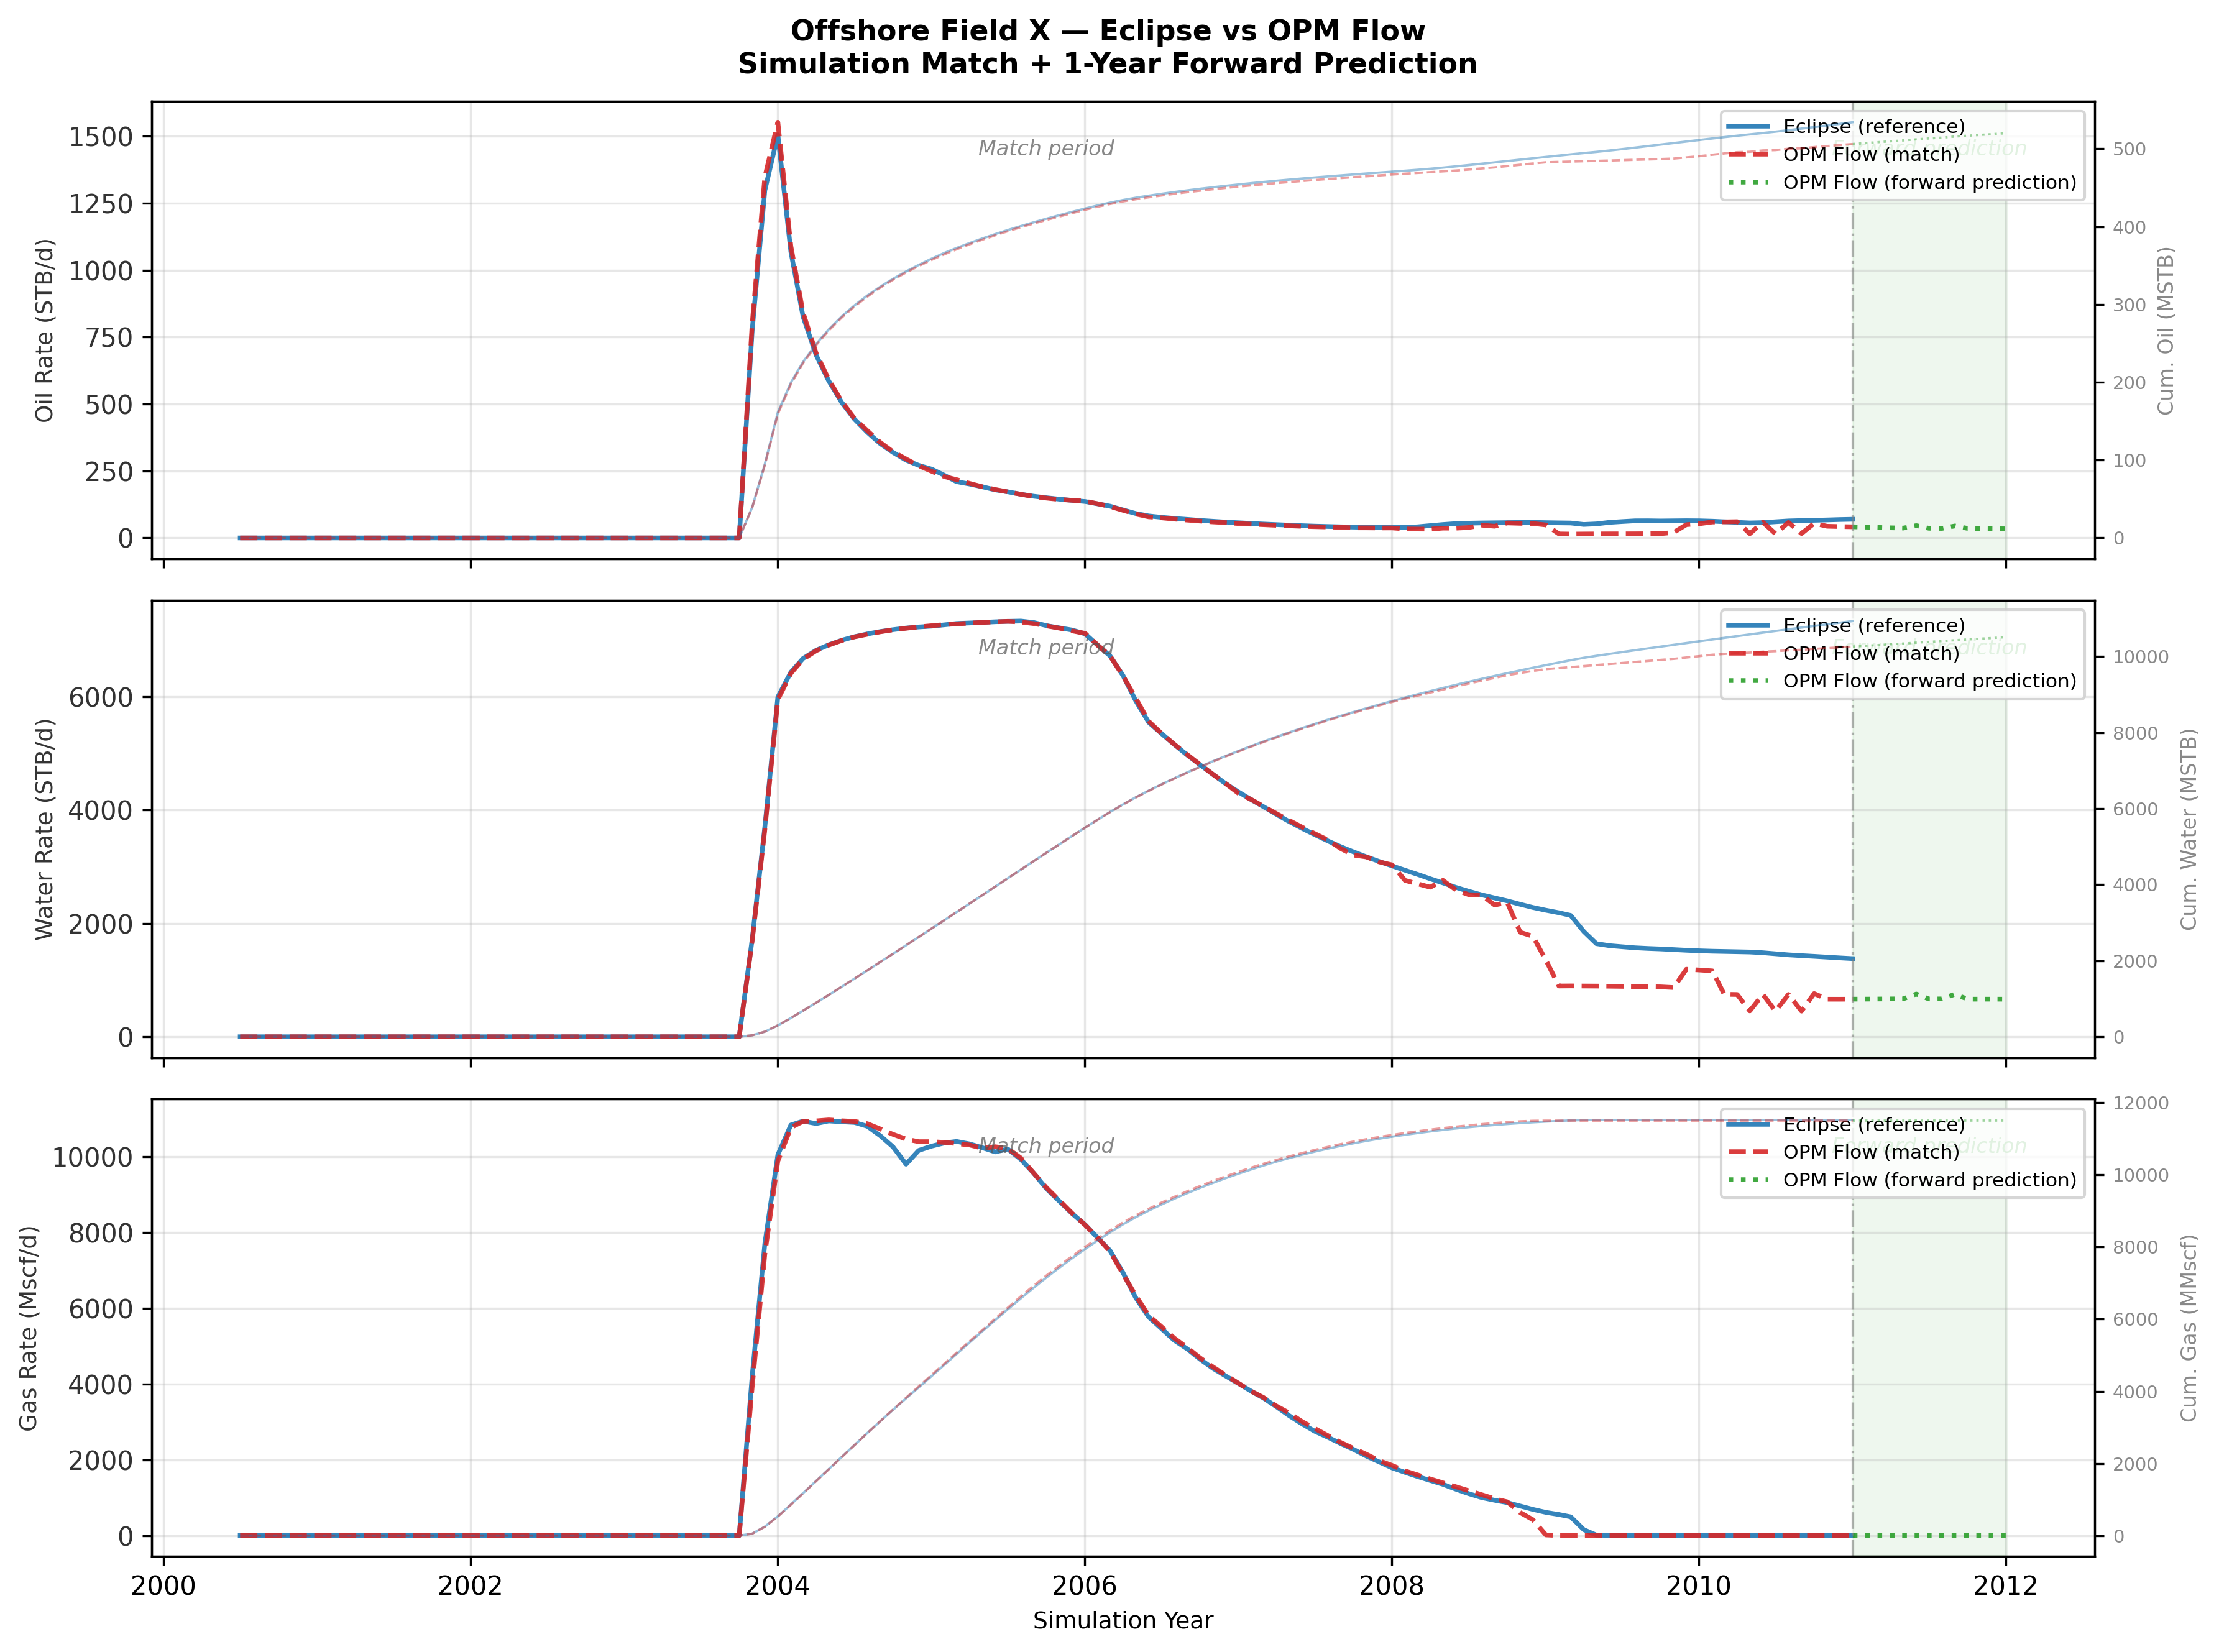 Offshore Field X — Eclipse vs OPM Flow
Simulation Match + 1-Year Forward Prediction
Oil Rate (STB/d)
1500
1250
1000
750
500
250
0
Match period
Eclipse (reference)
OPM Flow (match)
OPM Flow (forward prediction)
prediction
500
400
300
200
100
0
Cum. Oil (MSTB)
Water Rate (STB/d)
6000
4000
2000
0
Match period
Eclipse (reference)
OPM Flow (match)
OPM Flow (forward prediction)
prediction
10000
8000
6000
4000
2000
0
Cum. Water (MSTB)
Gas Rate (Mscf/d)
10000
8000
6000
4000
2000
0
Match period
Eclipse (reference)
OPM Flow (match)
OPM Flow (forward prediction)
Forward prediction
12000
10000
8000
6000
4000
2000
0
Cum. Gas (MMscf)
2000
2002
2004
2006
2008
2010
2012
Simulation Year